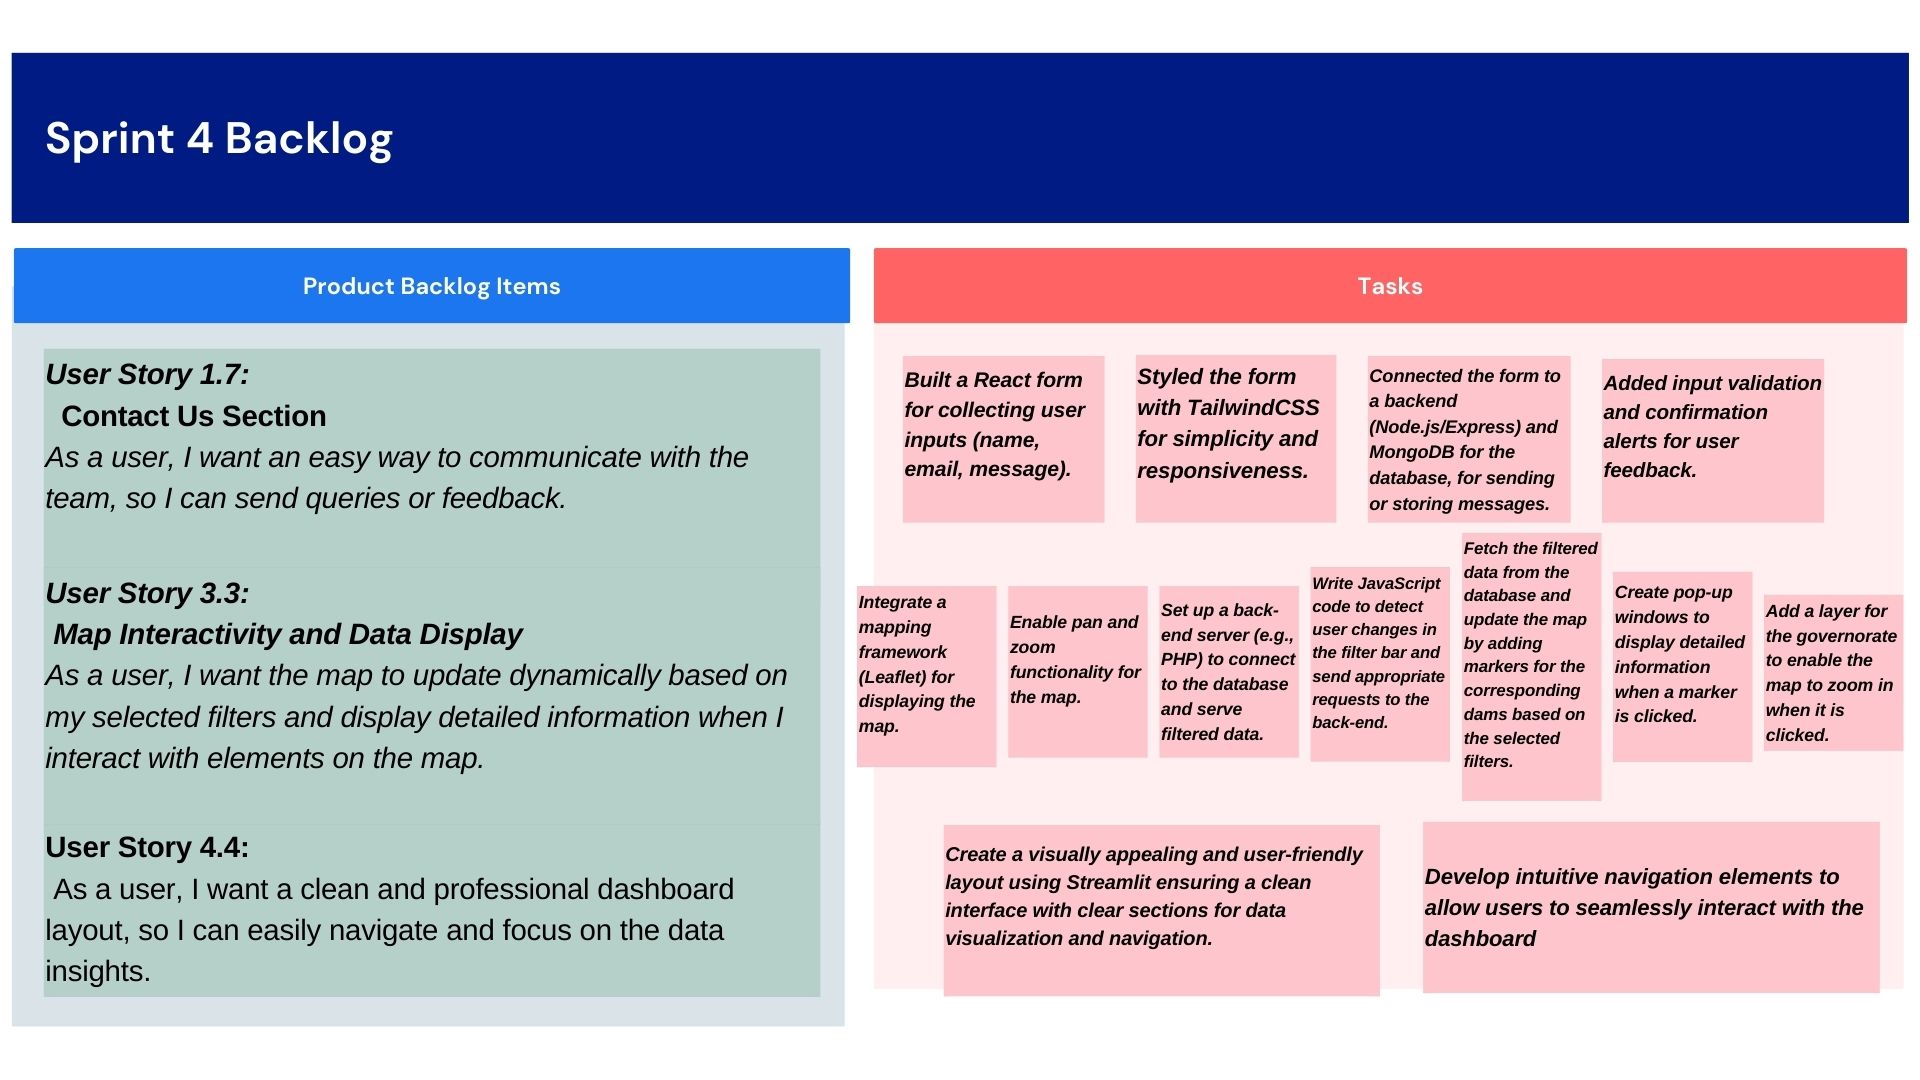 Sprint 4 Backlog
Product Backlog Items
Tasks
User Story 1.7:
Contact Us Section
As a user, I want an easy way to communicate with the
team, so I can send queries or feedback.
Built a React form
for collecting user
inputs (name,
email, message).
Styled the form
with TailwindCSS
for simplicity and
responsiveness.
Connected the form to
a backend
(Node.js/Express) and
MongoDB for the
database, for sending
or storing messages.
Added input validation
and confirmation
alerts for user
feedback.
User Story 3.3:
Map Interactivity and Data Display
As a user, I want the map to update dynamically based on
my selected filters and display detailed information when I
interact with elements on the map.
Integrate a
mapping
framework
(Leaflet) for
displaying the
map.
Enable pan and
zoom
functionality for
the map.
Set up a back-
end server (e.g.,
PHP) to connect
to the database
and serve
filtered data.
Write JavaScript
code to detect
user changes in
the filter bar and
send appropriate
requests to the
back-end.
Fetch the filtered
data from the
database and
update the map
by adding
markers for the
corresponding
dams based on
the selected
filters.
Create pop-up
windows to
display detailed
information
when a marker
is clicked.
Add a layer for
the governorate
to enable the
map to zoom in
when it is
clicked.
User Story 4.4:
As a user, I want a clean and professional dashboard
layout, so I can easily navigate and focus on the data
insights.
Create a visually appealing and user-friendly
layout using Streamlit ensuring a clean
interface with clear sections for data
visualization and navigation.
Develop intuitive navigation elements to
allow users to seamlessly interact with the
dashboard